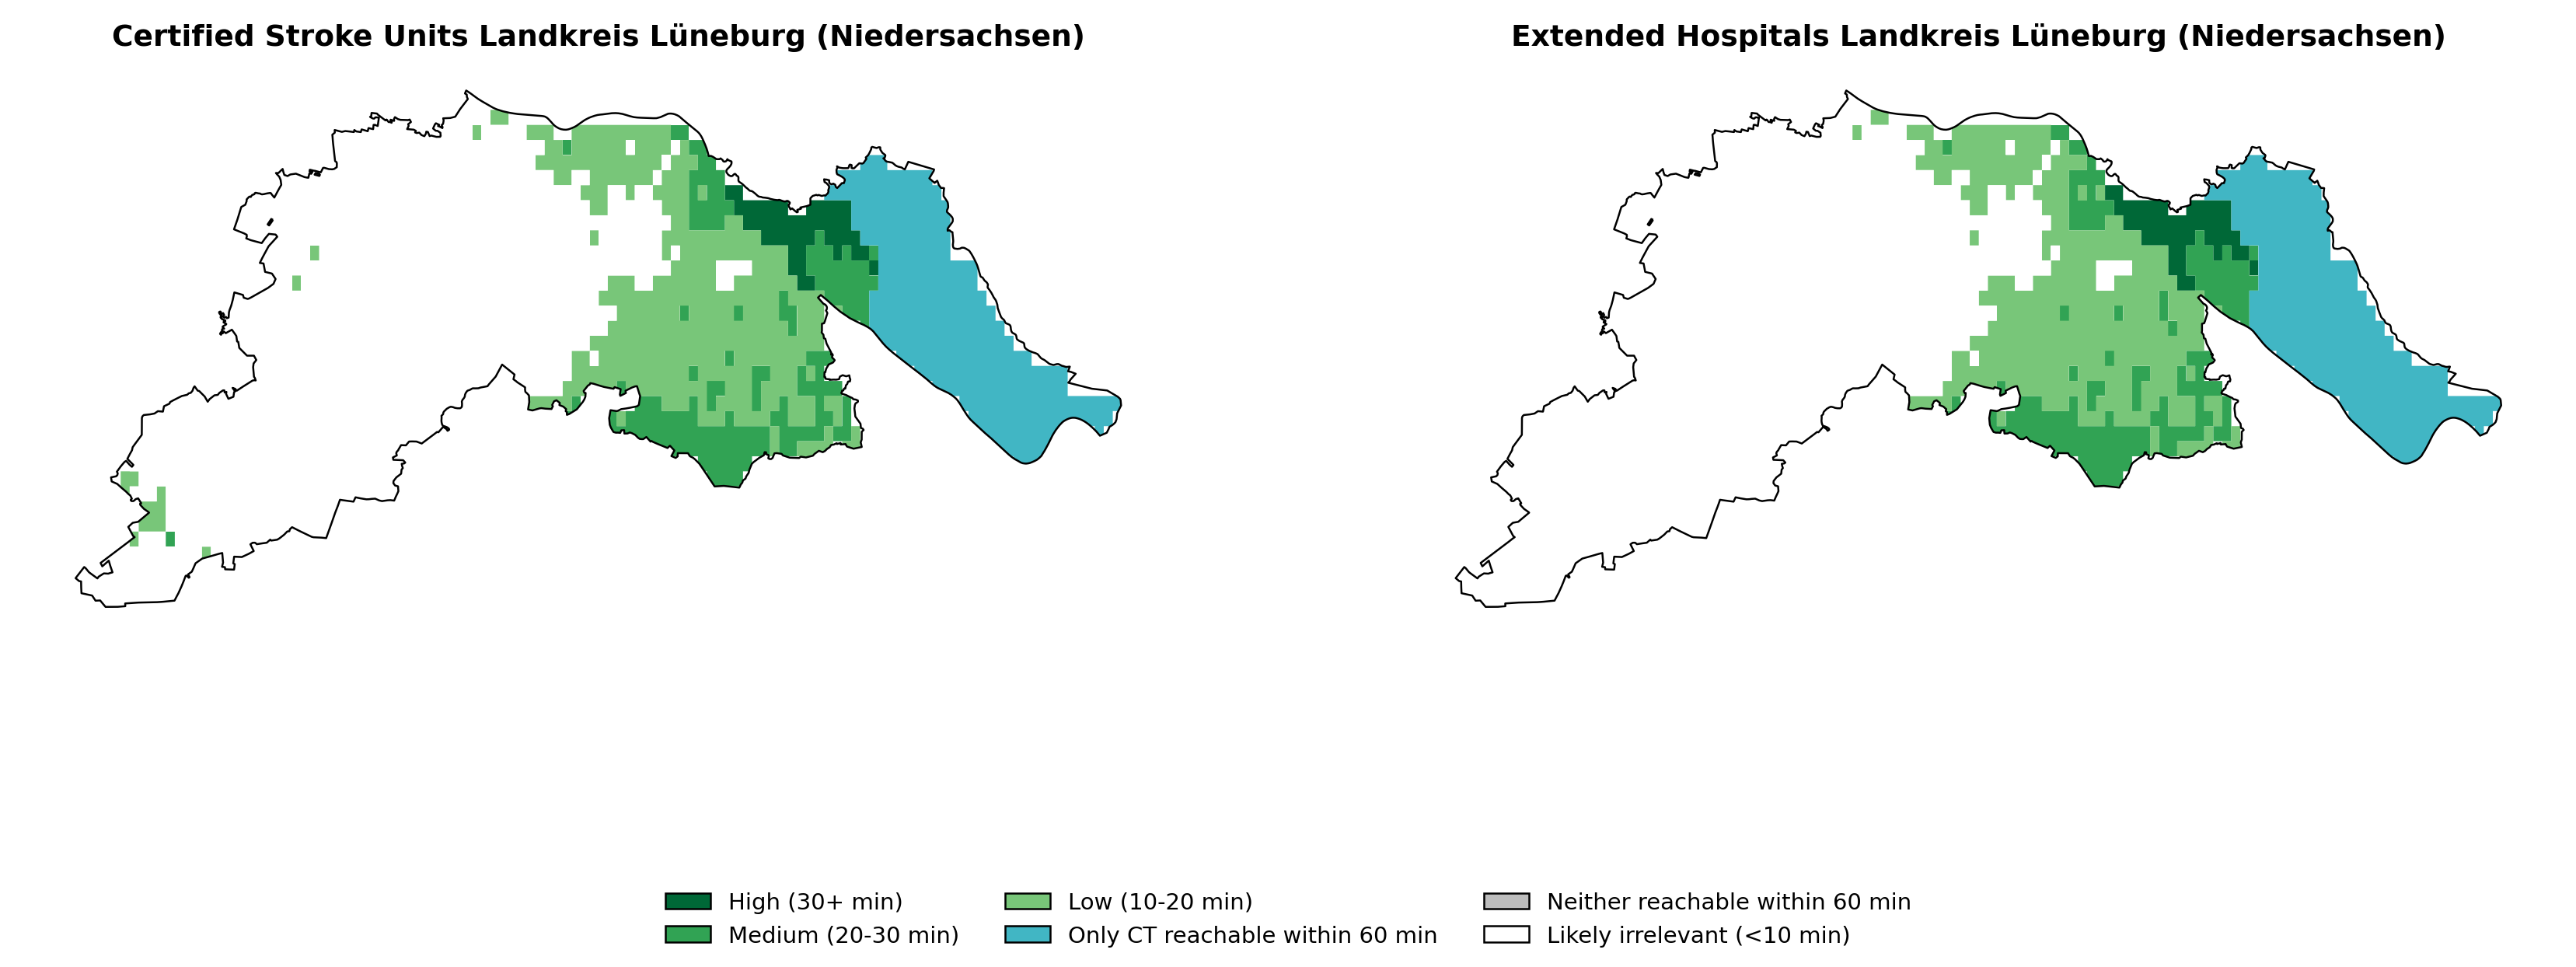 Certified Stroke Units Landkreis Lüneburg (Niedersachsen)
Extended Hospitals Landkreis Lüneburg (Niedersachsen)
High (30+ min)
Medium (20-30 min)
Low (10-20 min)
Only CT reachable within 60 min
Neither reachable within 60 min
Likely irrelevant (<10 min)